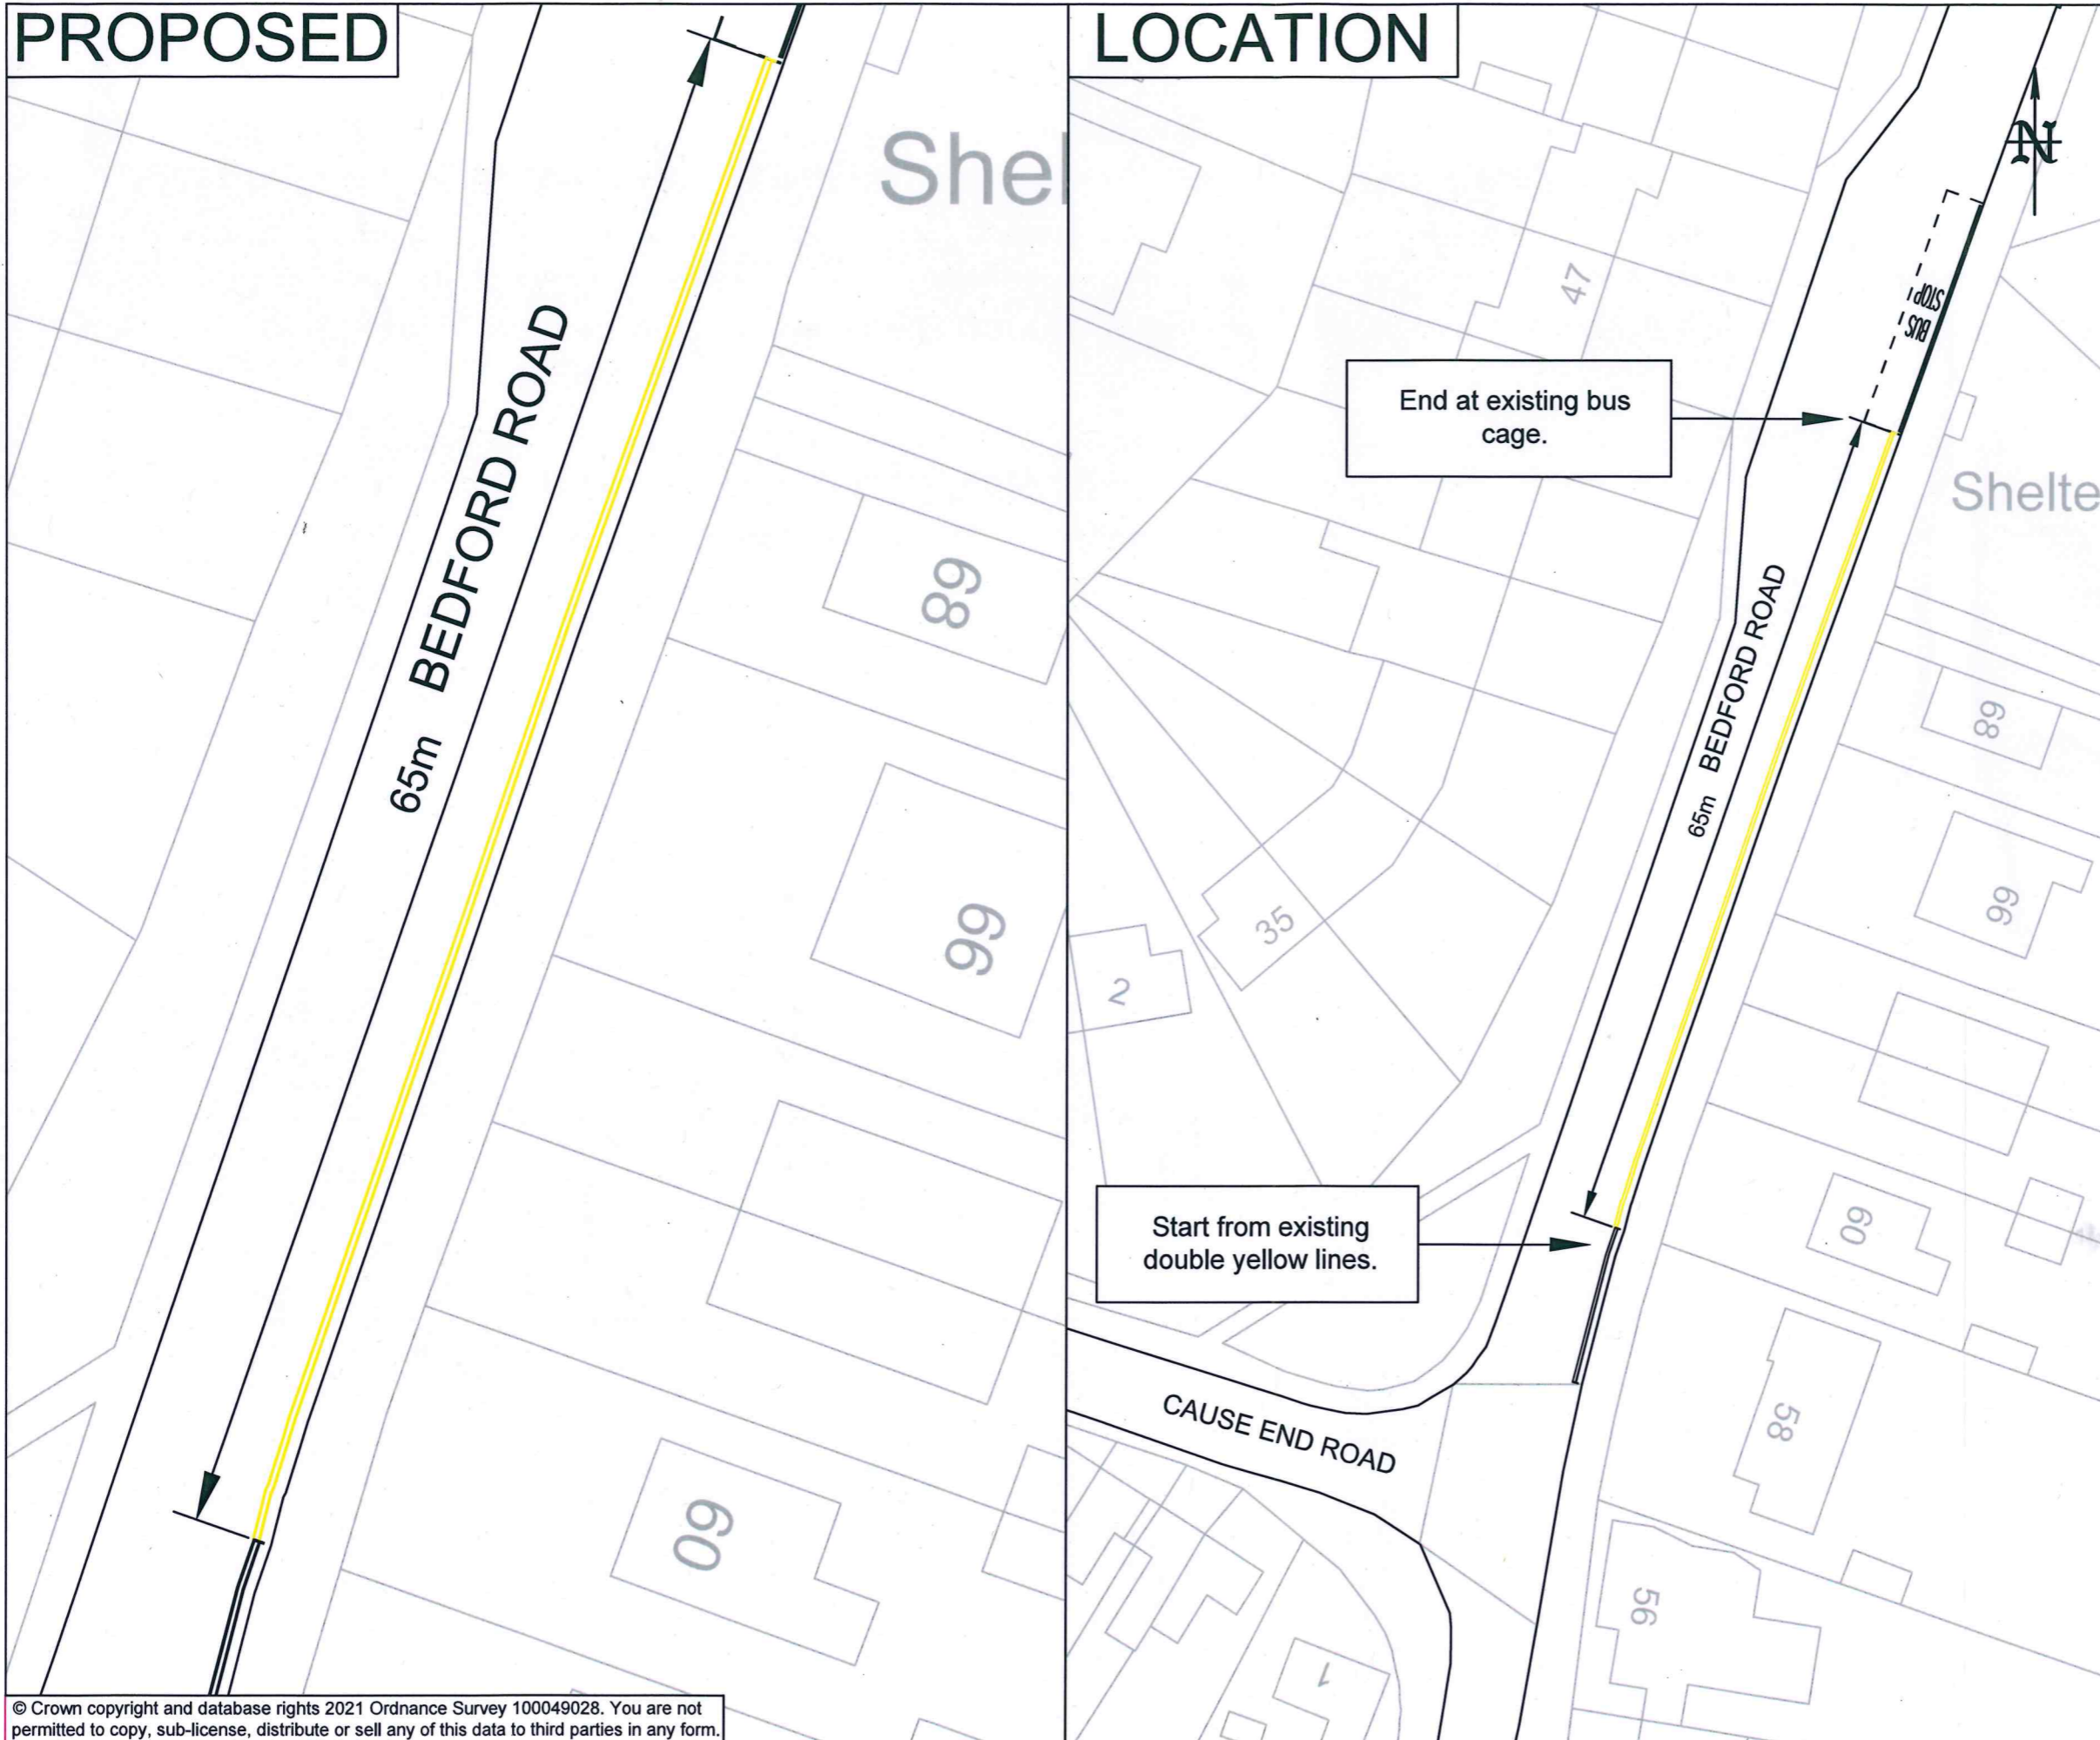 PROPOSED
Shel
BEDFORD ROAD
65m
68
66
60
© Crown copyright and database rights 2021 Ordnance Survey 100049028. You are not
permitted to copy, sub-license, distribute or sell any of this data to third parties in any form.
LOCATION
N
47
BUS
STOP
End at existing bus
cage.
Shelte
BEDFORD ROAD
65m
68
66
35
2
Start from existing
double yellow lines.
60
58
CAUSE END ROAD
56
1